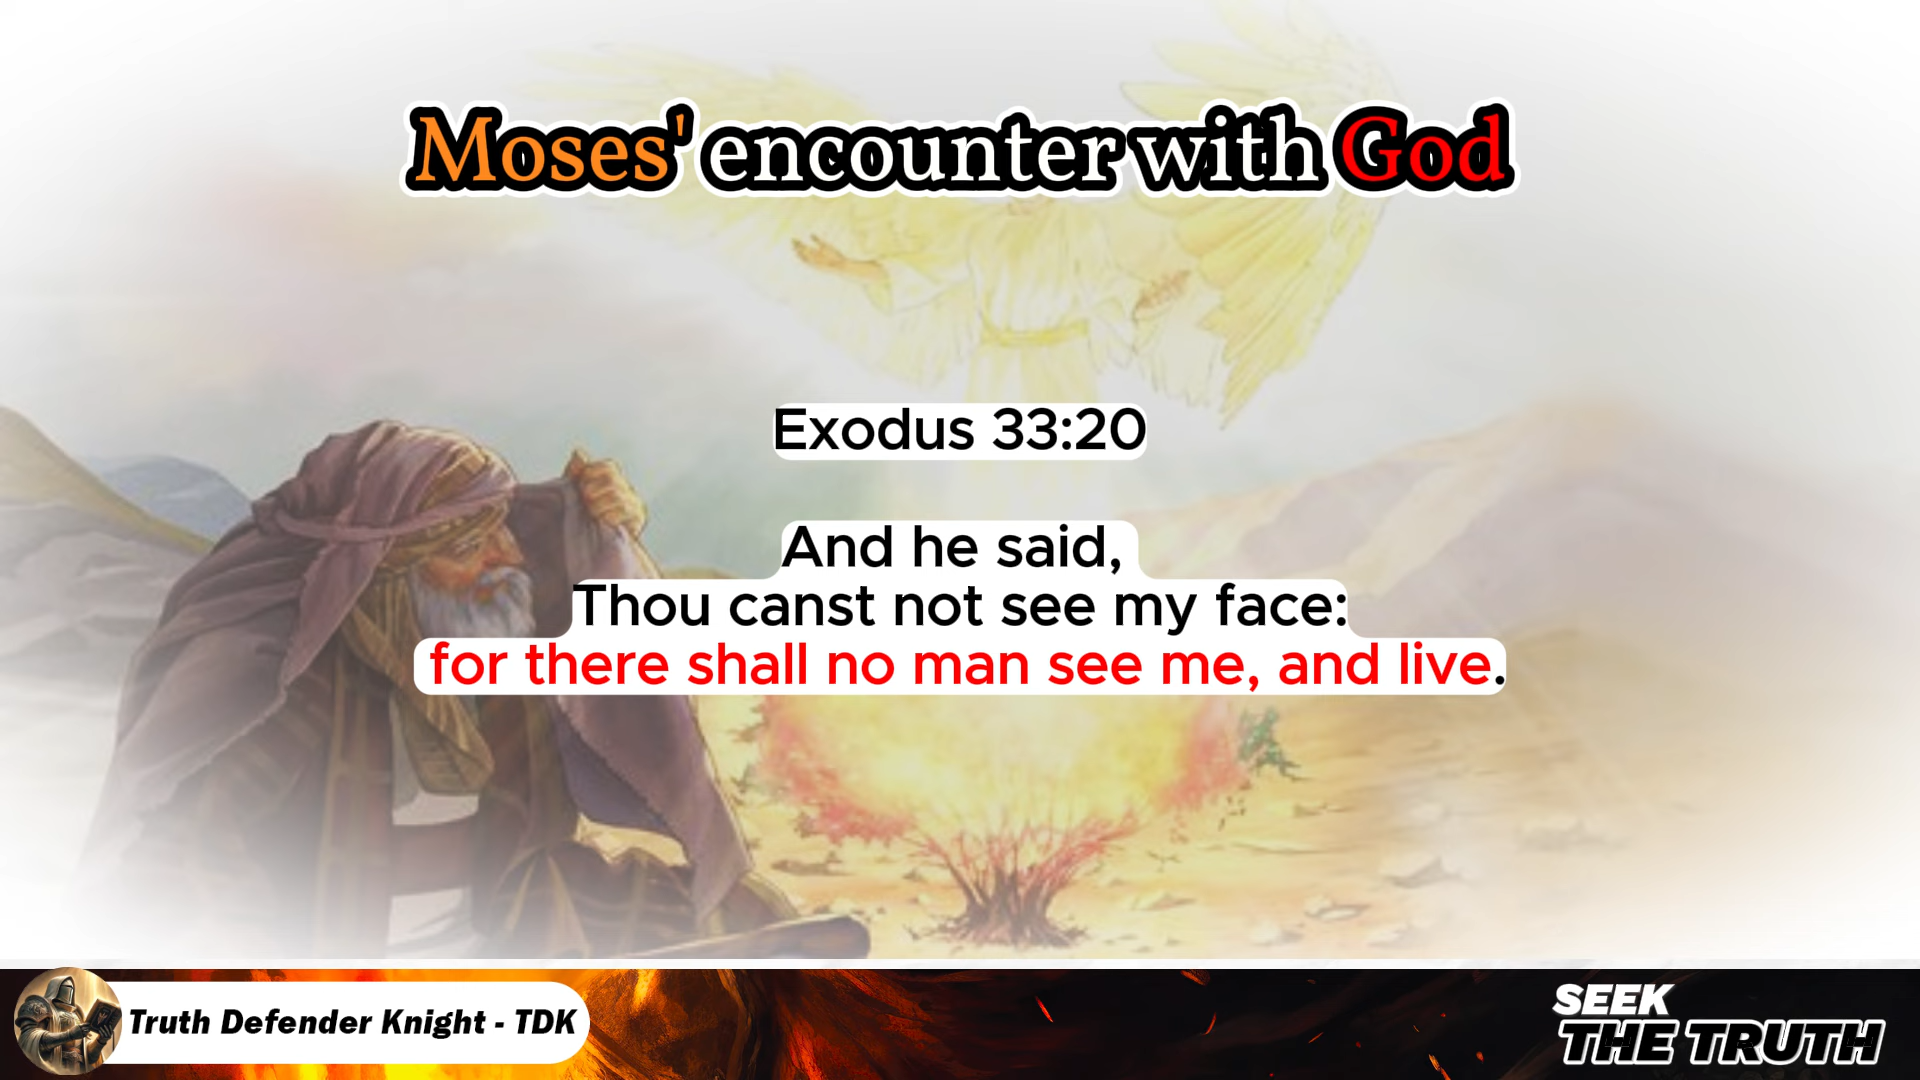 Moses' encounter with God
Exodus 33:20
And he said,
Thou canst not see my face:
for there shall no man see me, and live.
Truth Defender Knight - TDK
SEEK
THE TRUTH